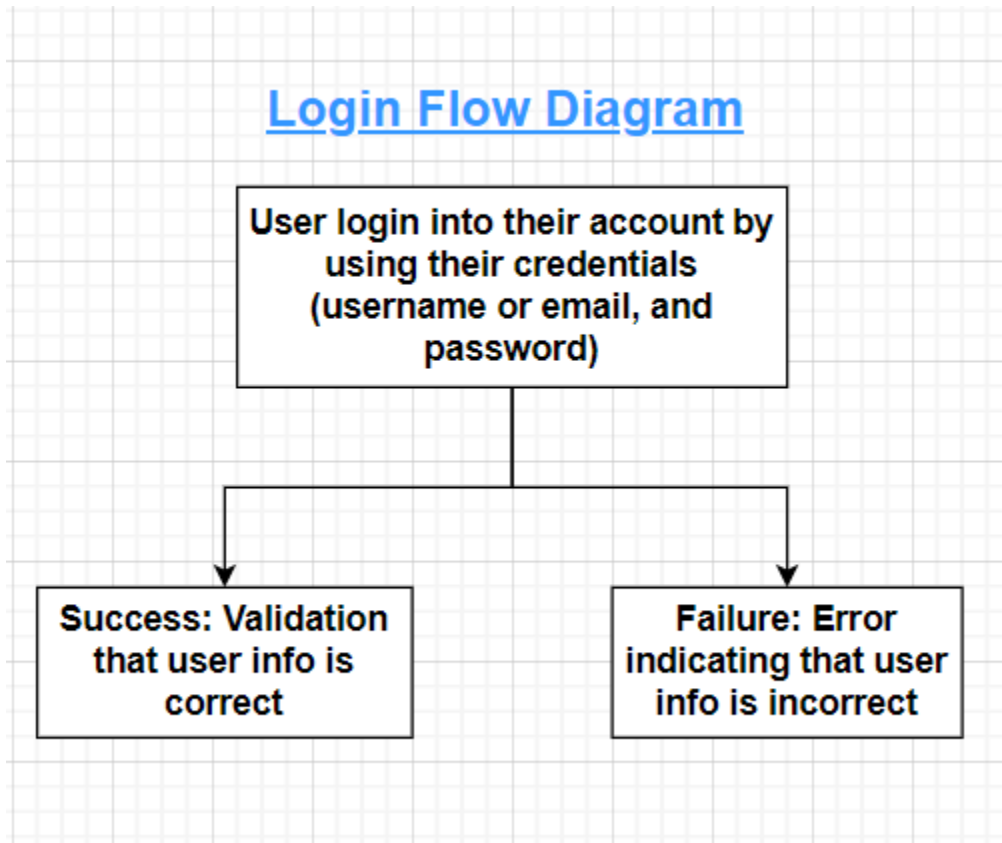 Login Flow Diagram
User login into their account by
using their credentials
(username or email, and
password)
Success: Validation
that user info is
correct
Failure: Error
indicating that user
info is incorrect